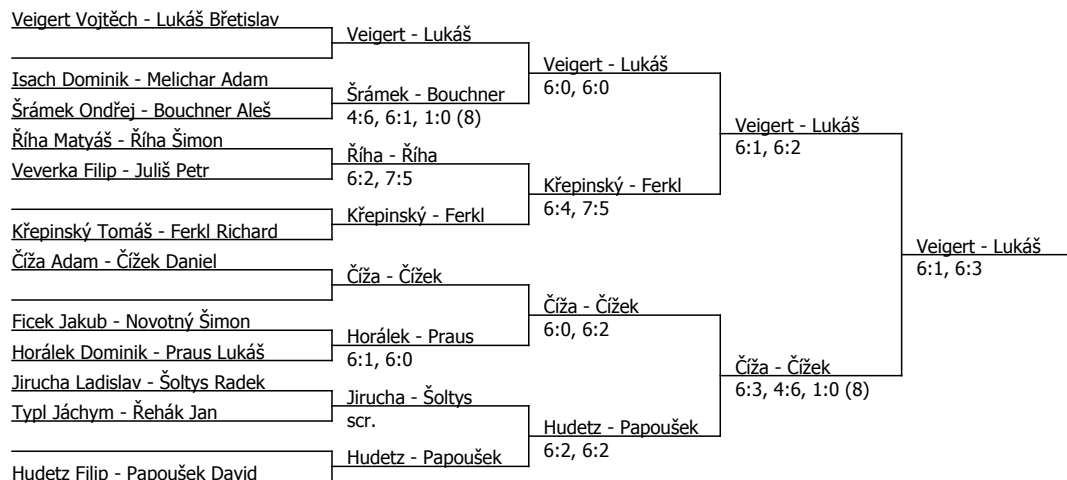 Veigert Vojtěch - Lukáš Břetislav
Isach Dominik - Melichar Adam
Šrámek Ondřej - Bouchner Aleš
Říha Matyáš - Říha Šimon
Veverka Filip - Juliš Petr
Křepinský Tomáš - Ferkl Richard
Číža Adam - Čížek Daniel
Ficek Jakub - Novotný Šimon
Horálek Dominik - Praus Lukáš
Jirucha Ladislav - Šoltys Radek
Typl Jáchym - Řehák Jan
Hudetz Filip - Papoušek David
Veigert - Lukáš
Šrámek - Bouchner
4:6, 6:1, 1:0 (8)
Říha - Říha
6:2, 7:5
Křepinský - Ferkl
Číža - Čížek
Horálek - Praus
6:1, 6:0
Jirucha - Šoltys
scr.
Hudetz - Papoušek
Veigert - Lukáš
6:0, 6:0
Křepinský - Ferkl
6:4, 7:5
Číža - Čížek
6:0, 6:2
Hudetz - Papoušek
6:2, 6:2
Veigert - Lukáš
6:1, 6:2
Číža - Čížek
6:3, 4:6, 1:0 (8)
Veigert - Lukáš
6:1, 6:3